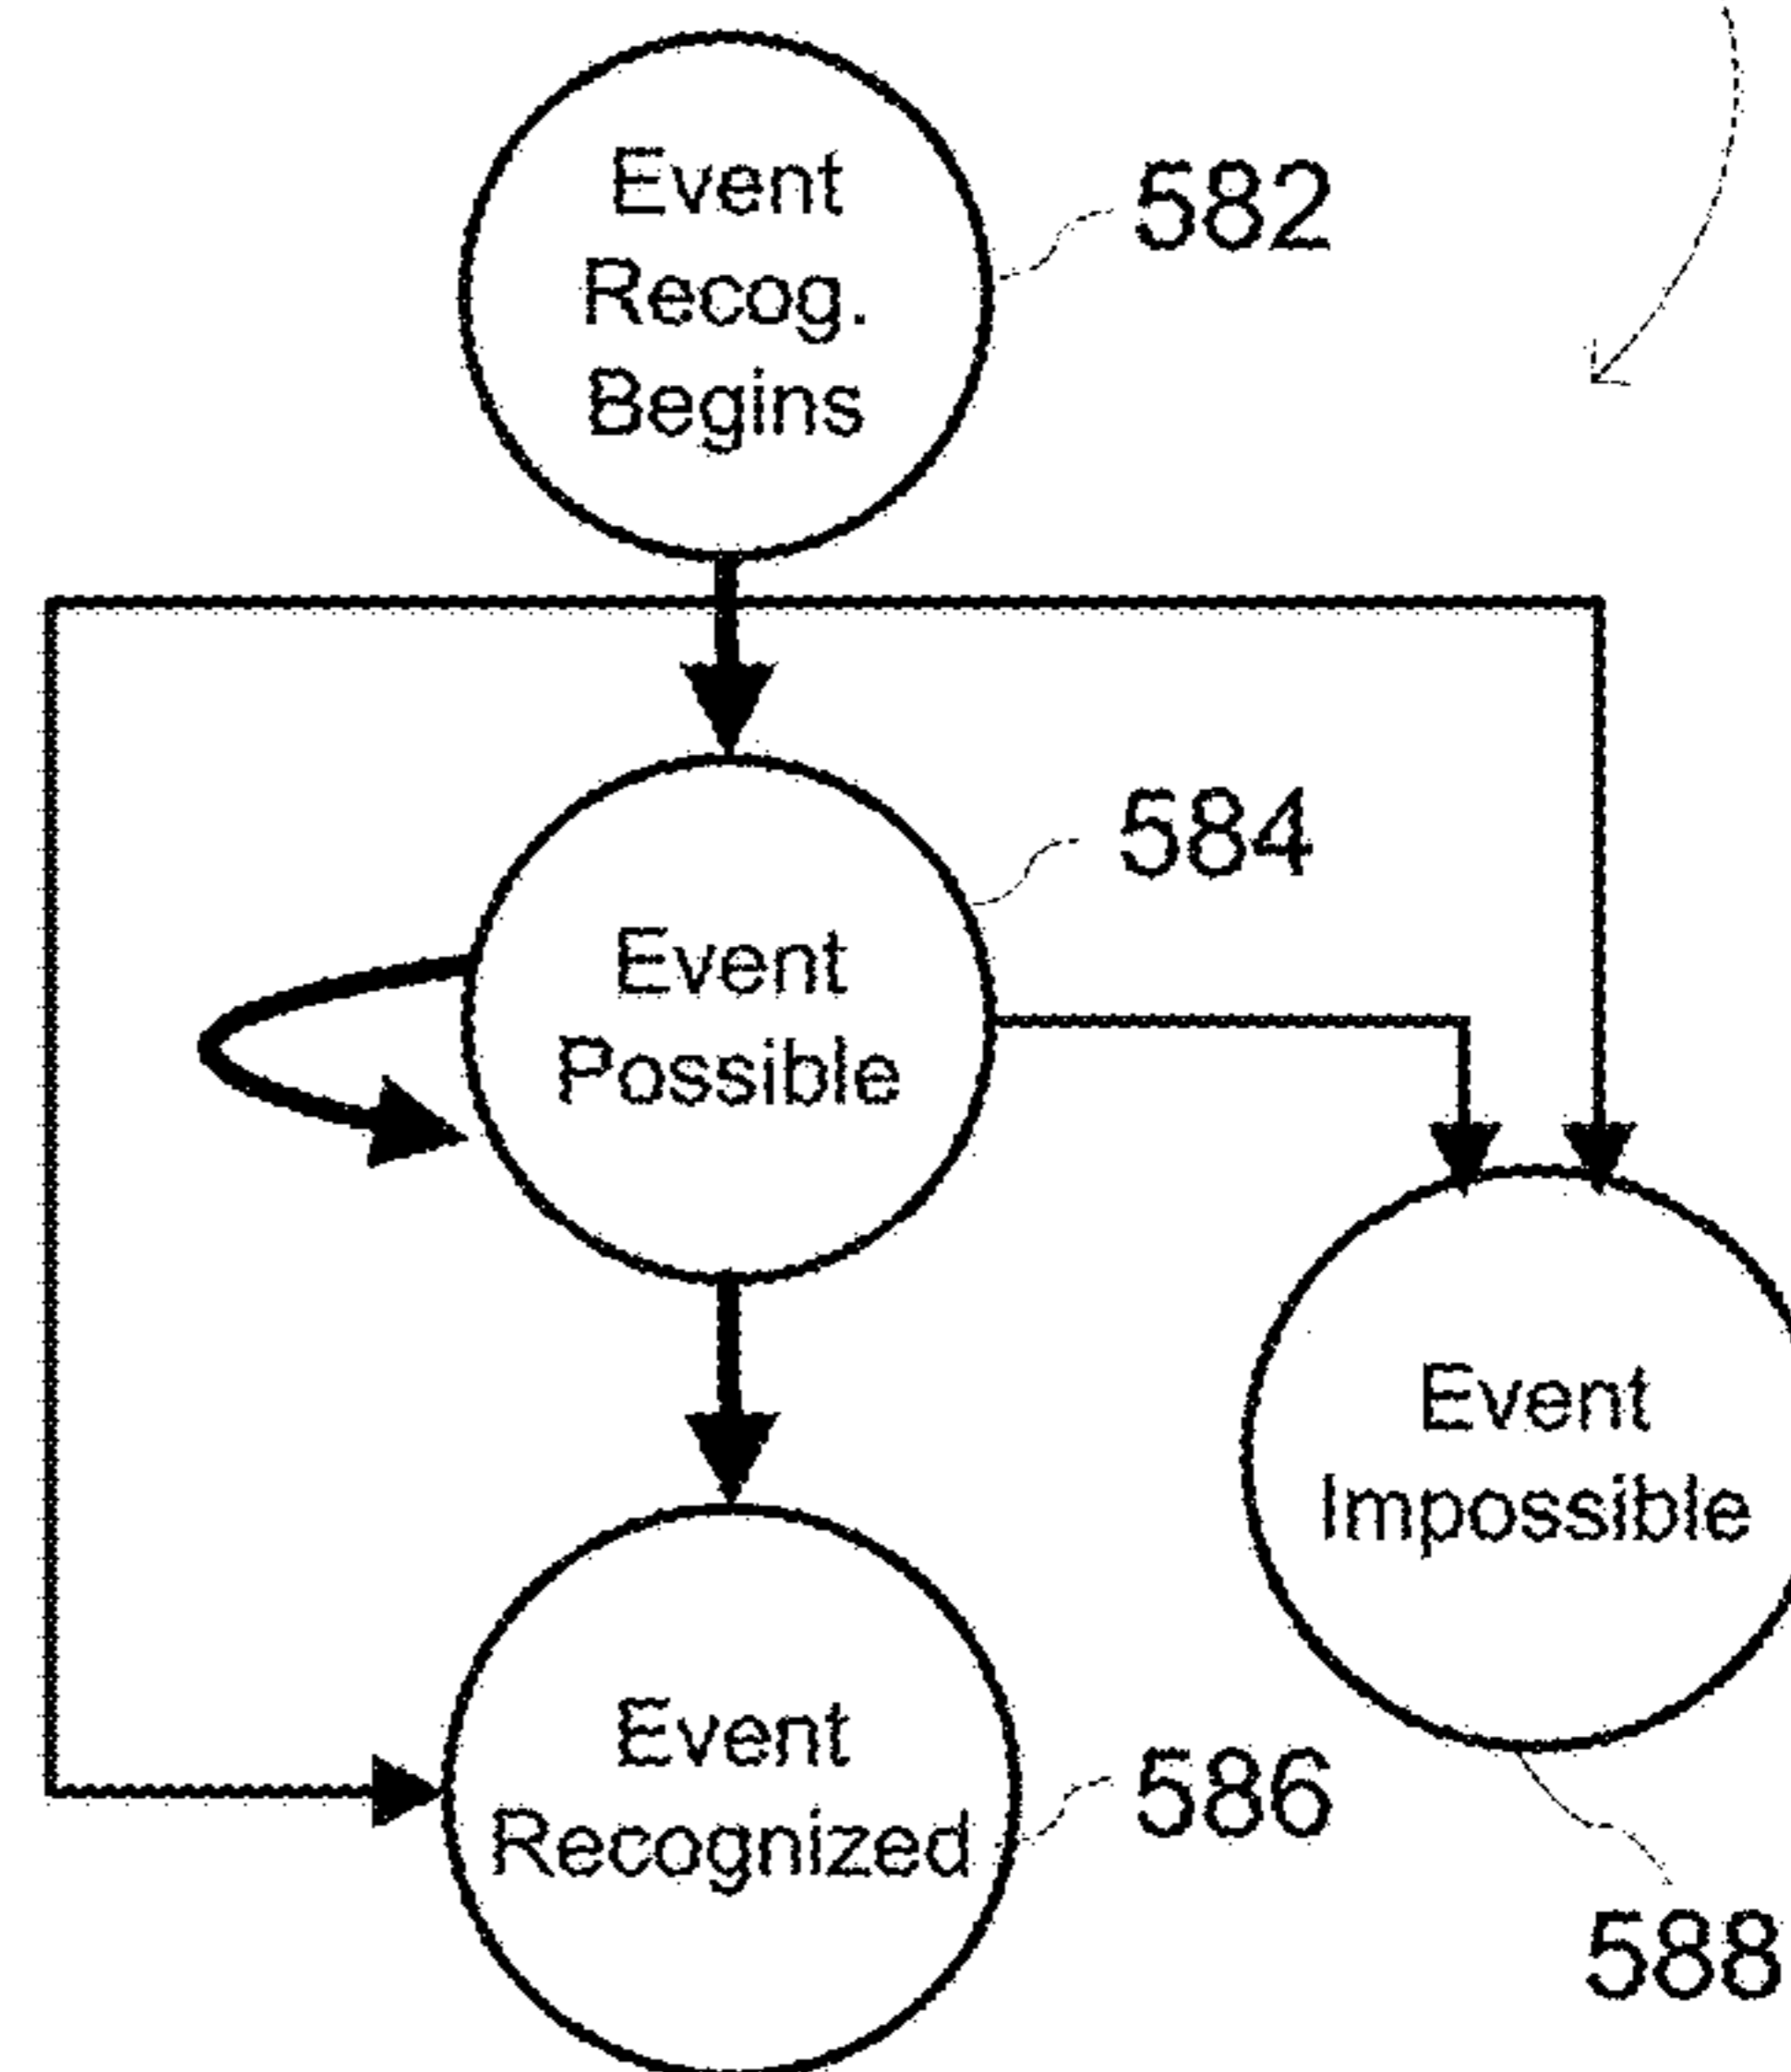 Event
Recog.
Begins
582
584
Event
Possible
Event
Impossible
Event
Recognized
586
588